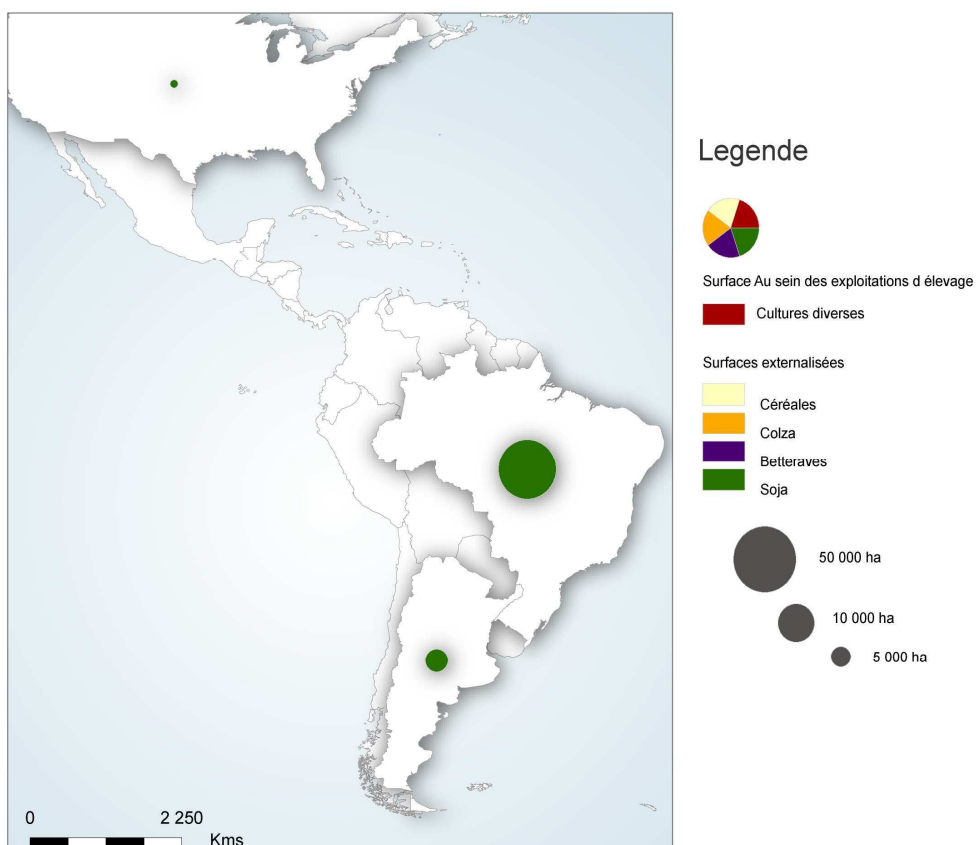 Legende
Surface Au sein des exploitations d élevage
Cultures diverses
Surfaces externalisées
Céréales
Colza
Betteraves
Soja
50 000 ha
10 000 ha
5 000 ha
0 2 250
Kms